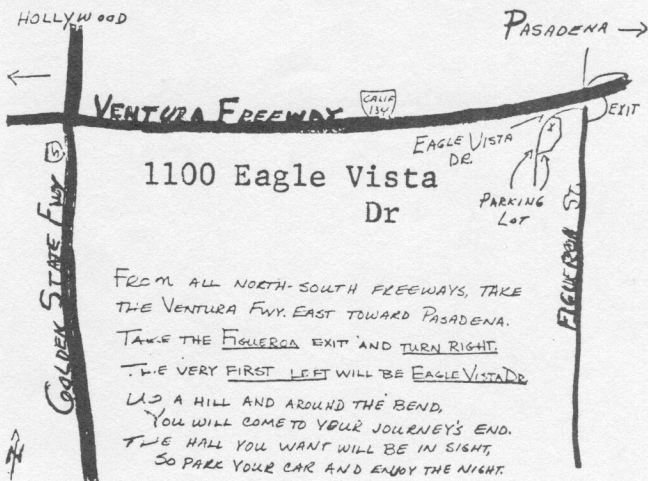 HOLLYWOOD
PASADENA
VENTURA FREEWAY
CALIF
134
EXIT
EAGLE VISTA
DR.
5
1100 Eagle Vista
Dr
PARKING
LOT
GOLDEN STATE FWY
FIGUEROA ST.
FROM ALL NORTH-SOUTH FREEWAYS, TAKE
THE VENTURA FWY. EAST TOWARD PASADENA.
TAKE THE FIGUEROA EXIT AND TURN RIGHT.
THE VERY FIRST LEFT WILL BE EAGLE VISTA DR
UP A HILL AND AROUND THE BEND,
YOU WILL COME TO YOUR JOURNEY'S END.
THE HALL YOU WANT WILL BE IN SIGHT,
SO PARK YOUR CAR AND ENJOY THE NIGHT.
N